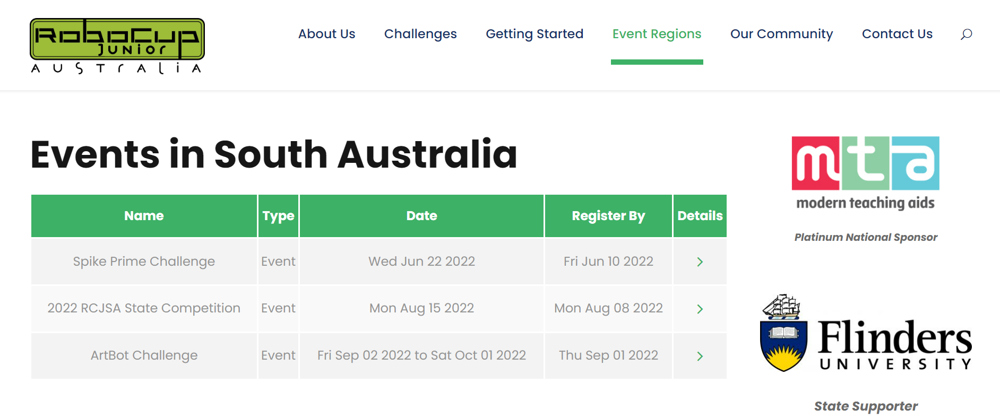 RoboCup
Junior
AUSTRALIA
About Us Challenges Getting Started Event Regions Our Community Contact Us
Events in South Australia
Name Type Date Register By Details
Spike Prime Challenge Event Wed Jun 22 2022 Fri Jun 10 2022
2022 RCJSA State Competition Event Mon Aug 15 2022 Mon Aug 08 2022
ArtBot Challenge Event Fri Sep 02 2022 to Sat Oct 01 2022 Thu Sep 01 2022
mta
modern teaching aids
Platinum National Sponsor
Flinders
UNIVERSITY
State Supporter